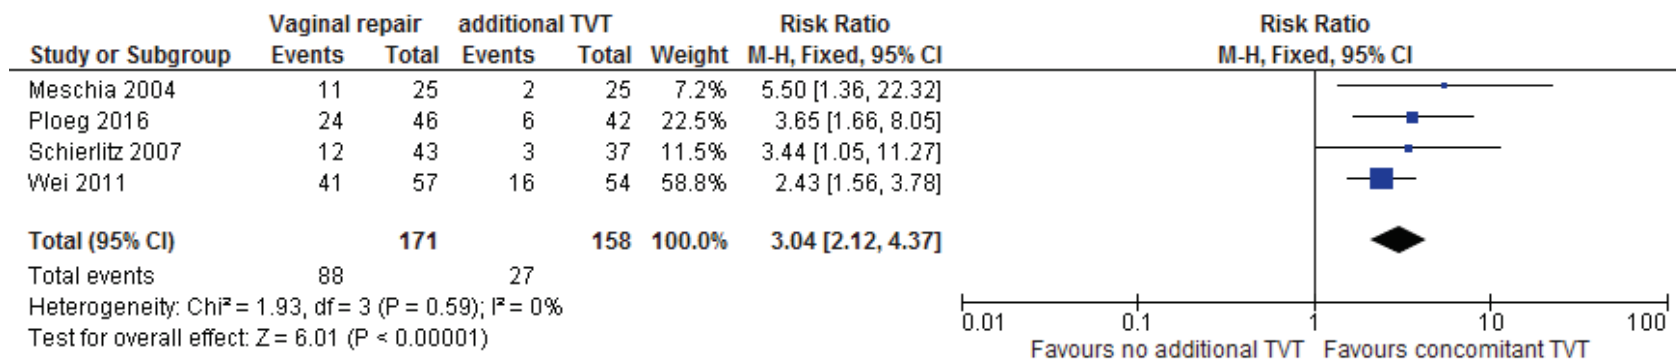 Vaginal repair additional TVT Risk Ratio Risk Ratio
Study or Subgroup Events Total Events Total Weight M-H, Fixed, 95% CI M-H, Fixed, 95% CI
Meschia 2004 11 25 2 25 7.2% 5.50 [1.36, 22.32]
Ploeg 2016 24 46 6 42 22.5% 3.65 [1.66, 8.05]
Schierlitz 2007 12 43 3 37 11.5% 3.44 [1.05, 11.27]
Wei 2011 41 57 16 54 58.8% 2.43 [1.56, 3.78]
Total (95% CI) 171 158 100.0% 3.04 [2.12, 4.37]
Total events 88 27
Heterogeneity: Chi² = 1.93, df = 3 (P = 0.59); I² = 0%
Test for overall effect: Z = 6.01 (P < 0.00001)
0.01 0.1 1 10 100
Favours no additional TVT Favours concomitant TVT